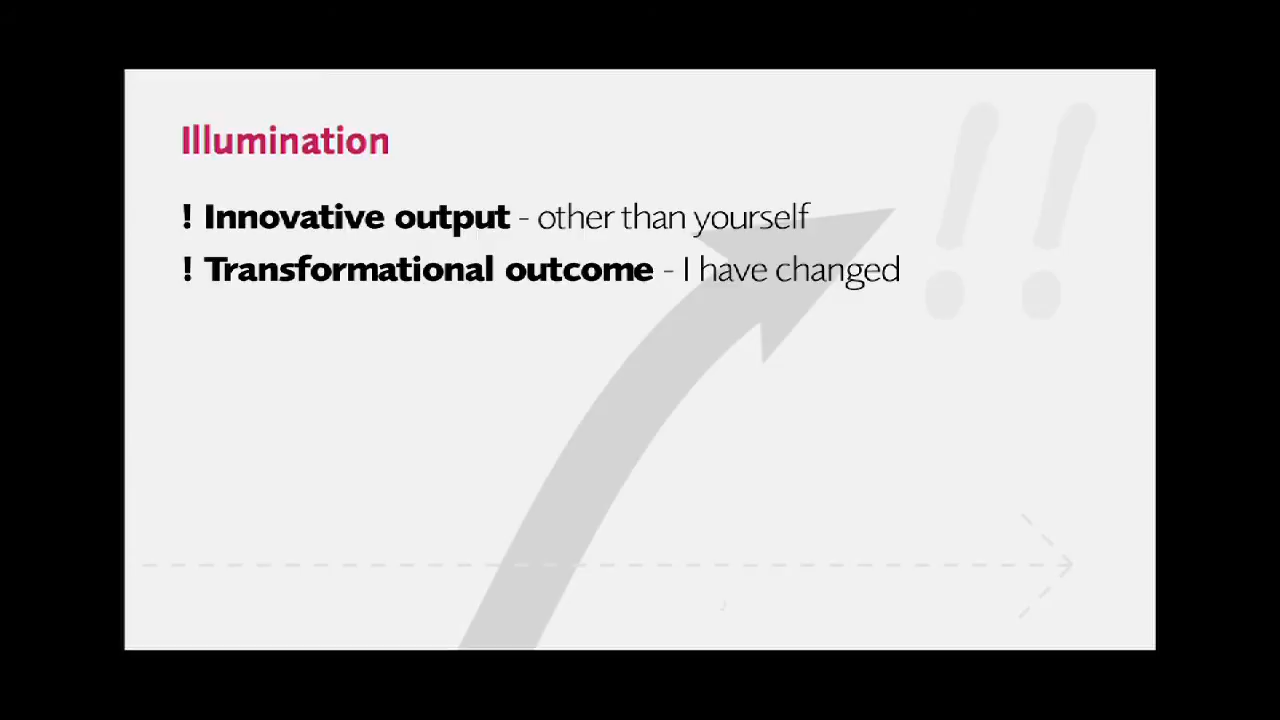 Illumination
! Innovative output - other than yourself
! Transformational outcome - I have changed
!!